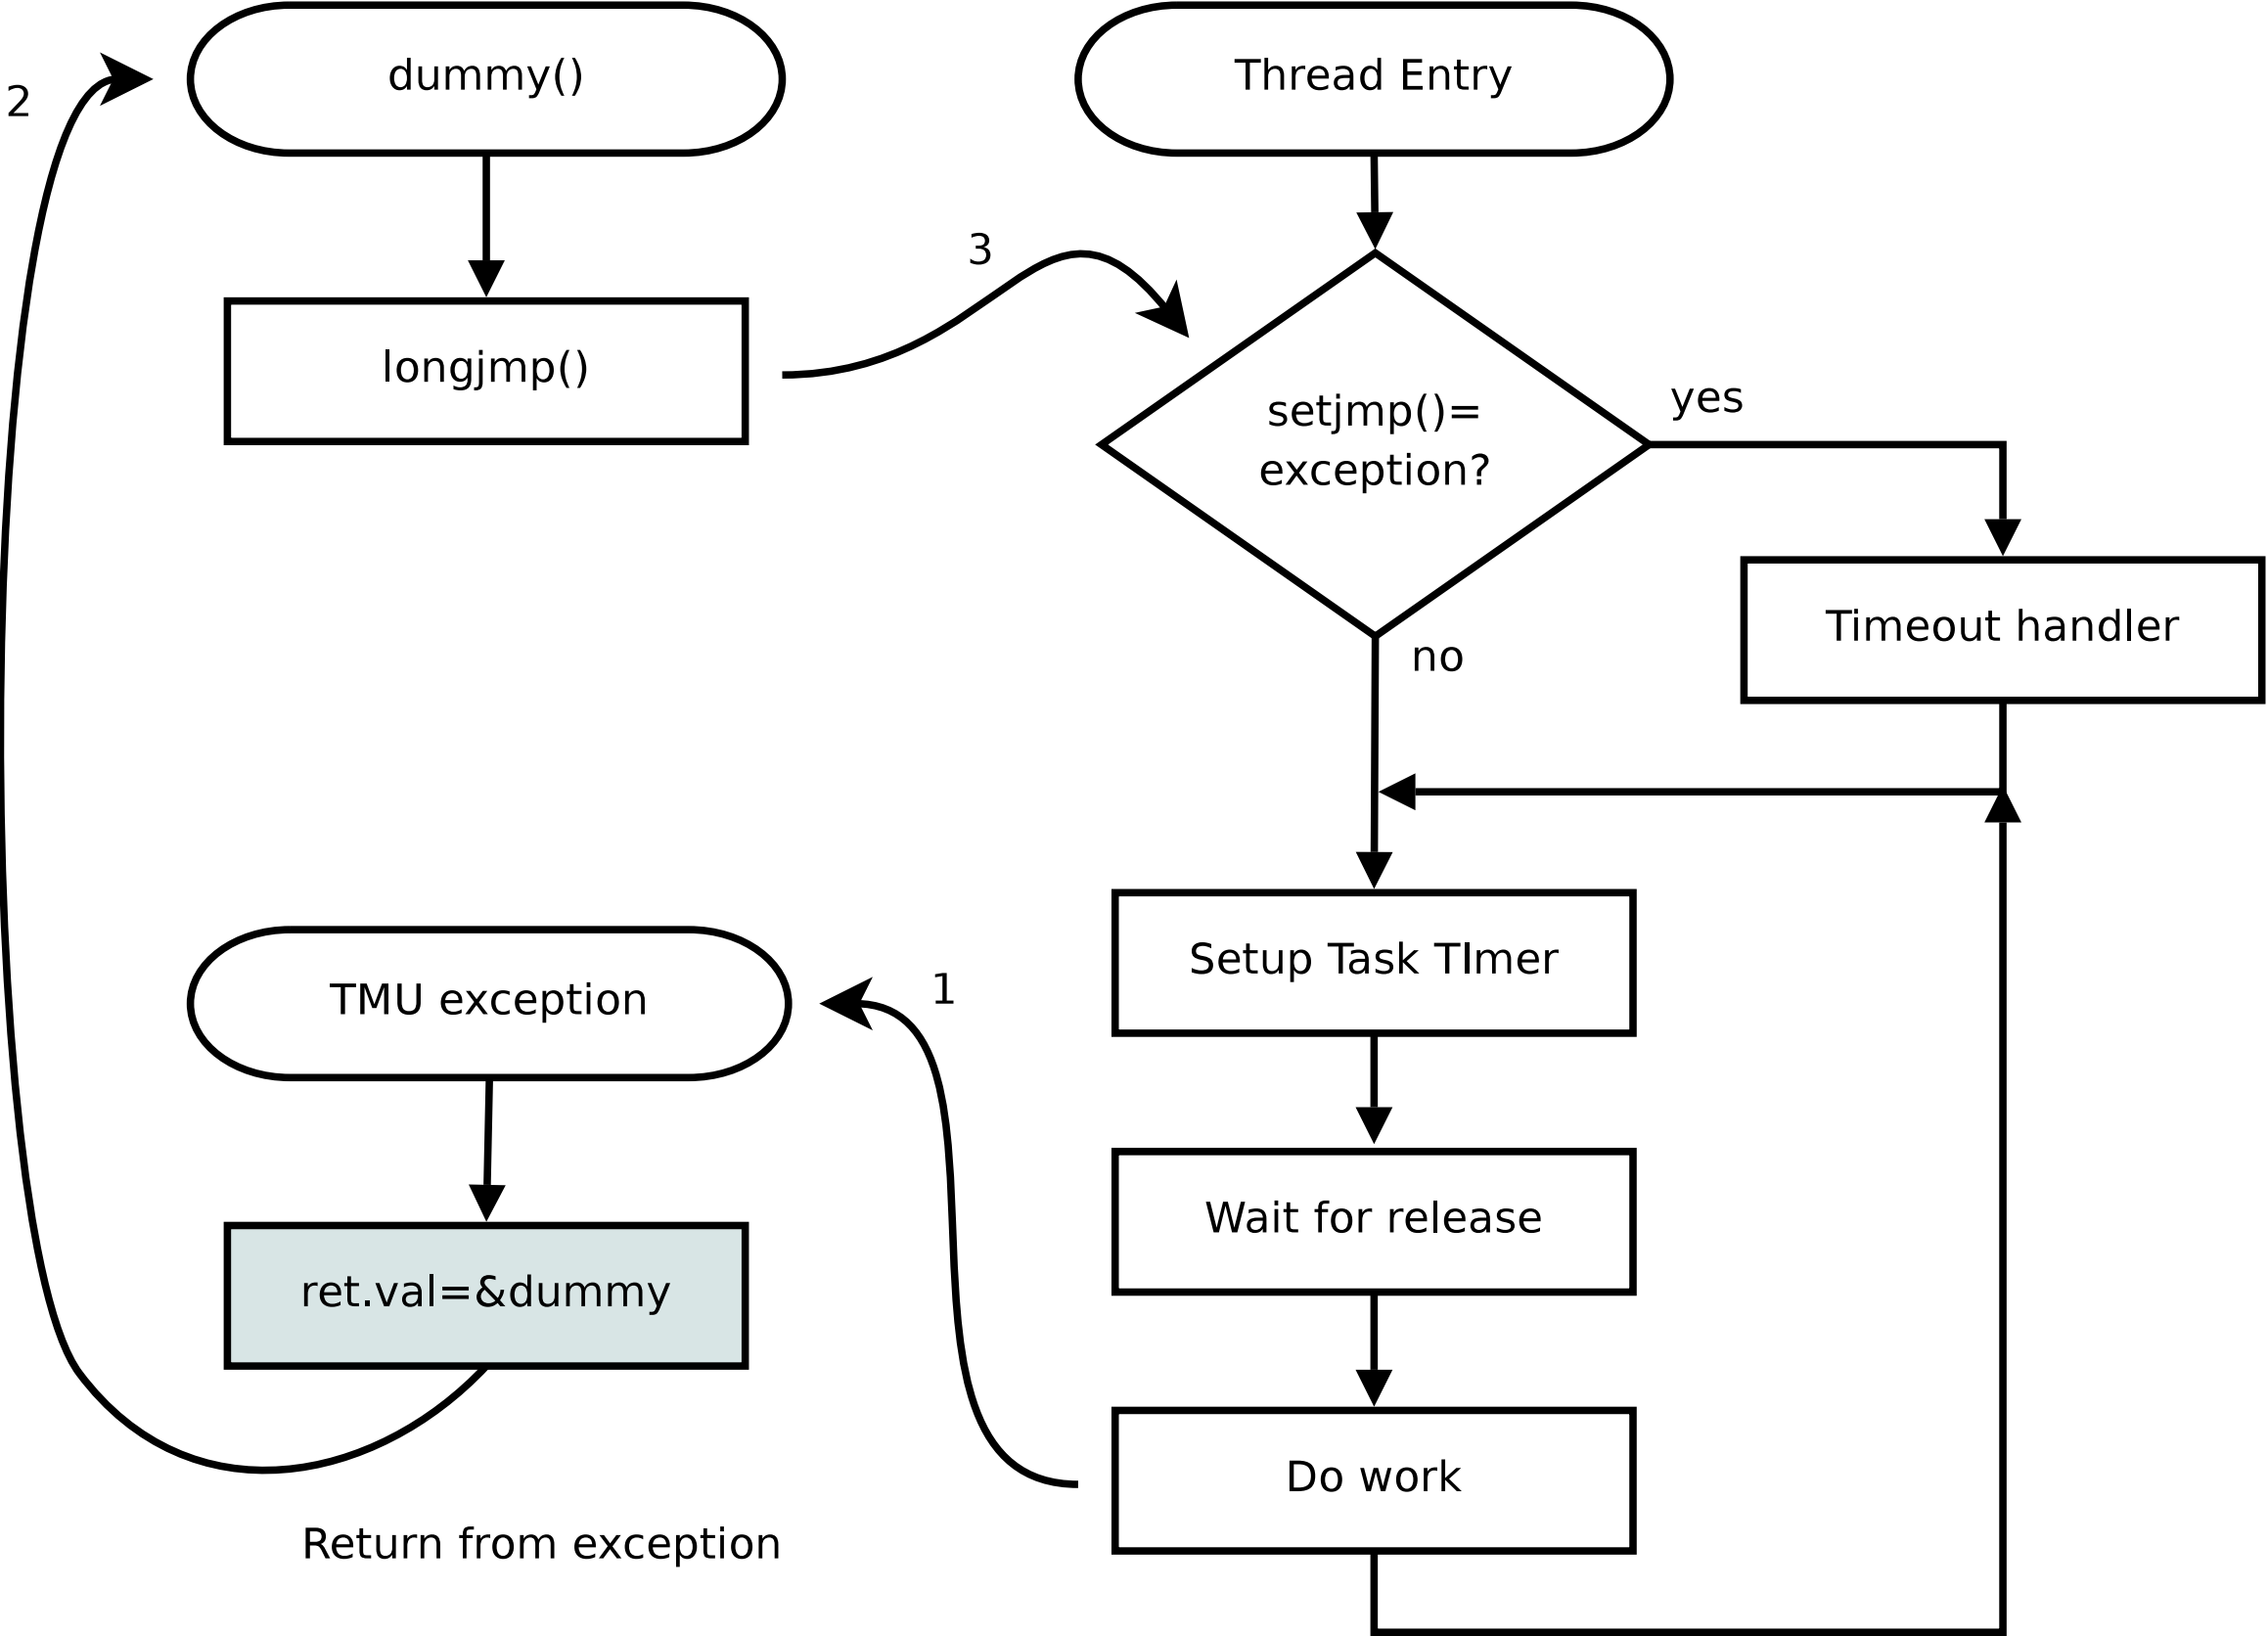 2
dummy()
Thread Entry
3
longjmp()
setjmp()=
exception?
yes
Timeout handler
no
Setup Task TImer
TMU exception
1
Wait for release
ret.val=&dummy
Do work
Return from exception